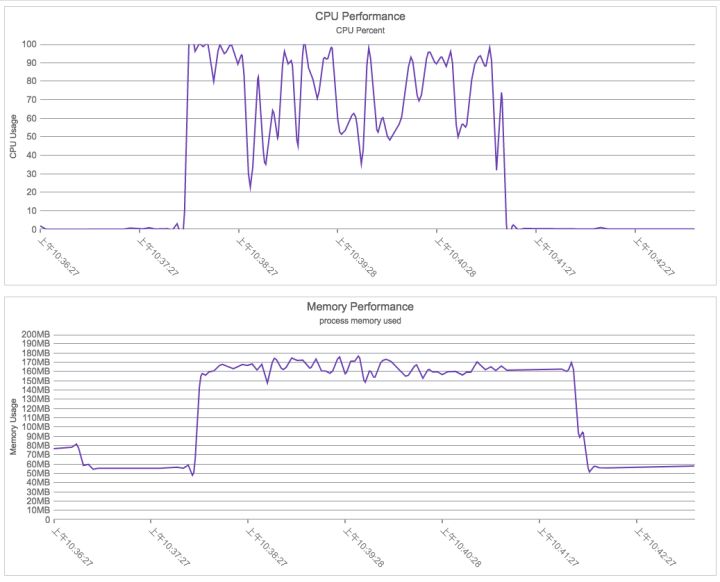 CPU Performance
CPU Percent
100
90
80
70
60
50
40
30
20
10
0
CPU Usage
上午10:36:27
上午10:37:27
上午10:38:27
上午10:39:28
上午10:40:28
上午10:41:27
上午10:42:27
Memory Performance
process memory used
200MB
190MB
180MB
170MB
160MB
150MB
140MB
130MB
120MB
110MB
100MB
90MB
80MB
70MB
60MB
50MB
40MB
30MB
20MB
10MB
0
Memory Usage
上午10:36:27
上午10:37:27
上午10:38:27
上午10:39:28
上午10:40:28
上午10:41:27
上午10:42:27